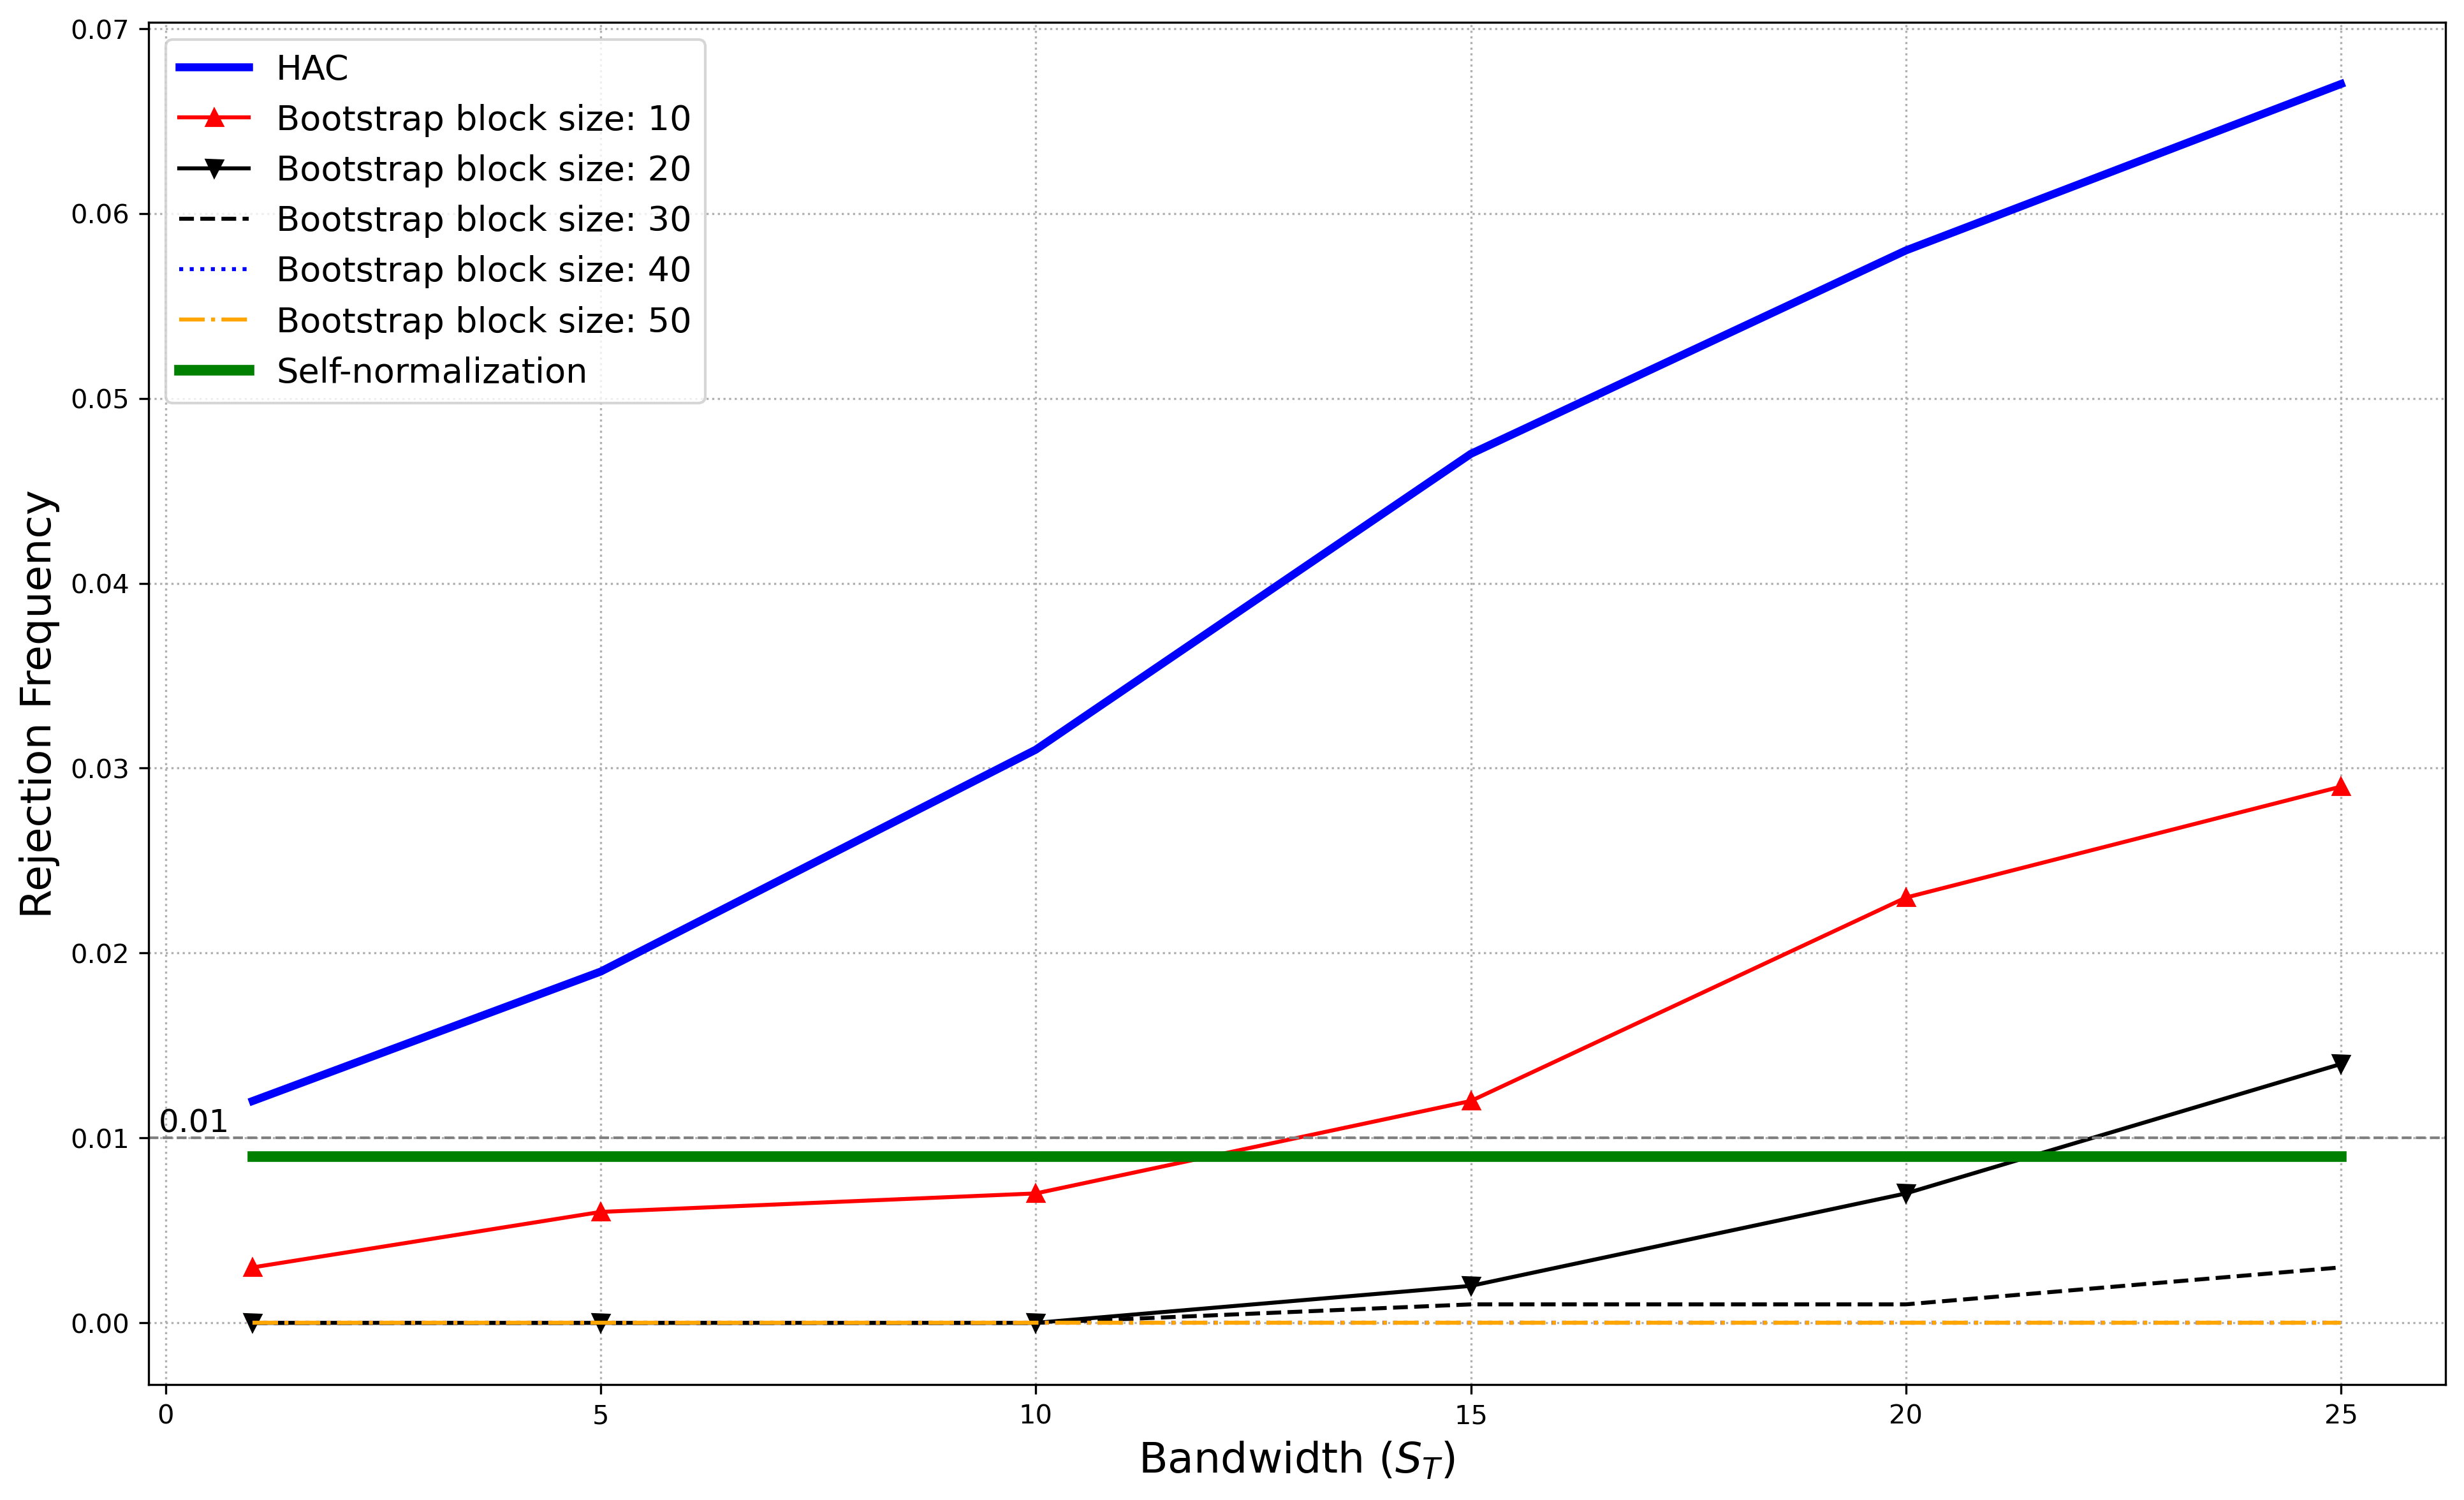 0.07
0.06
0.05
0.04
0.03
0.02
0.01
0.00
Rejection Frequency
HAC
Bootstrap block size: 10
Bootstrap block size: 20
Bootstrap block size: 30
Bootstrap block size: 40
Bootstrap block size: 50
Self-normalization
0.01
0 5 10 15 20 25
Bandwidth (S_T)